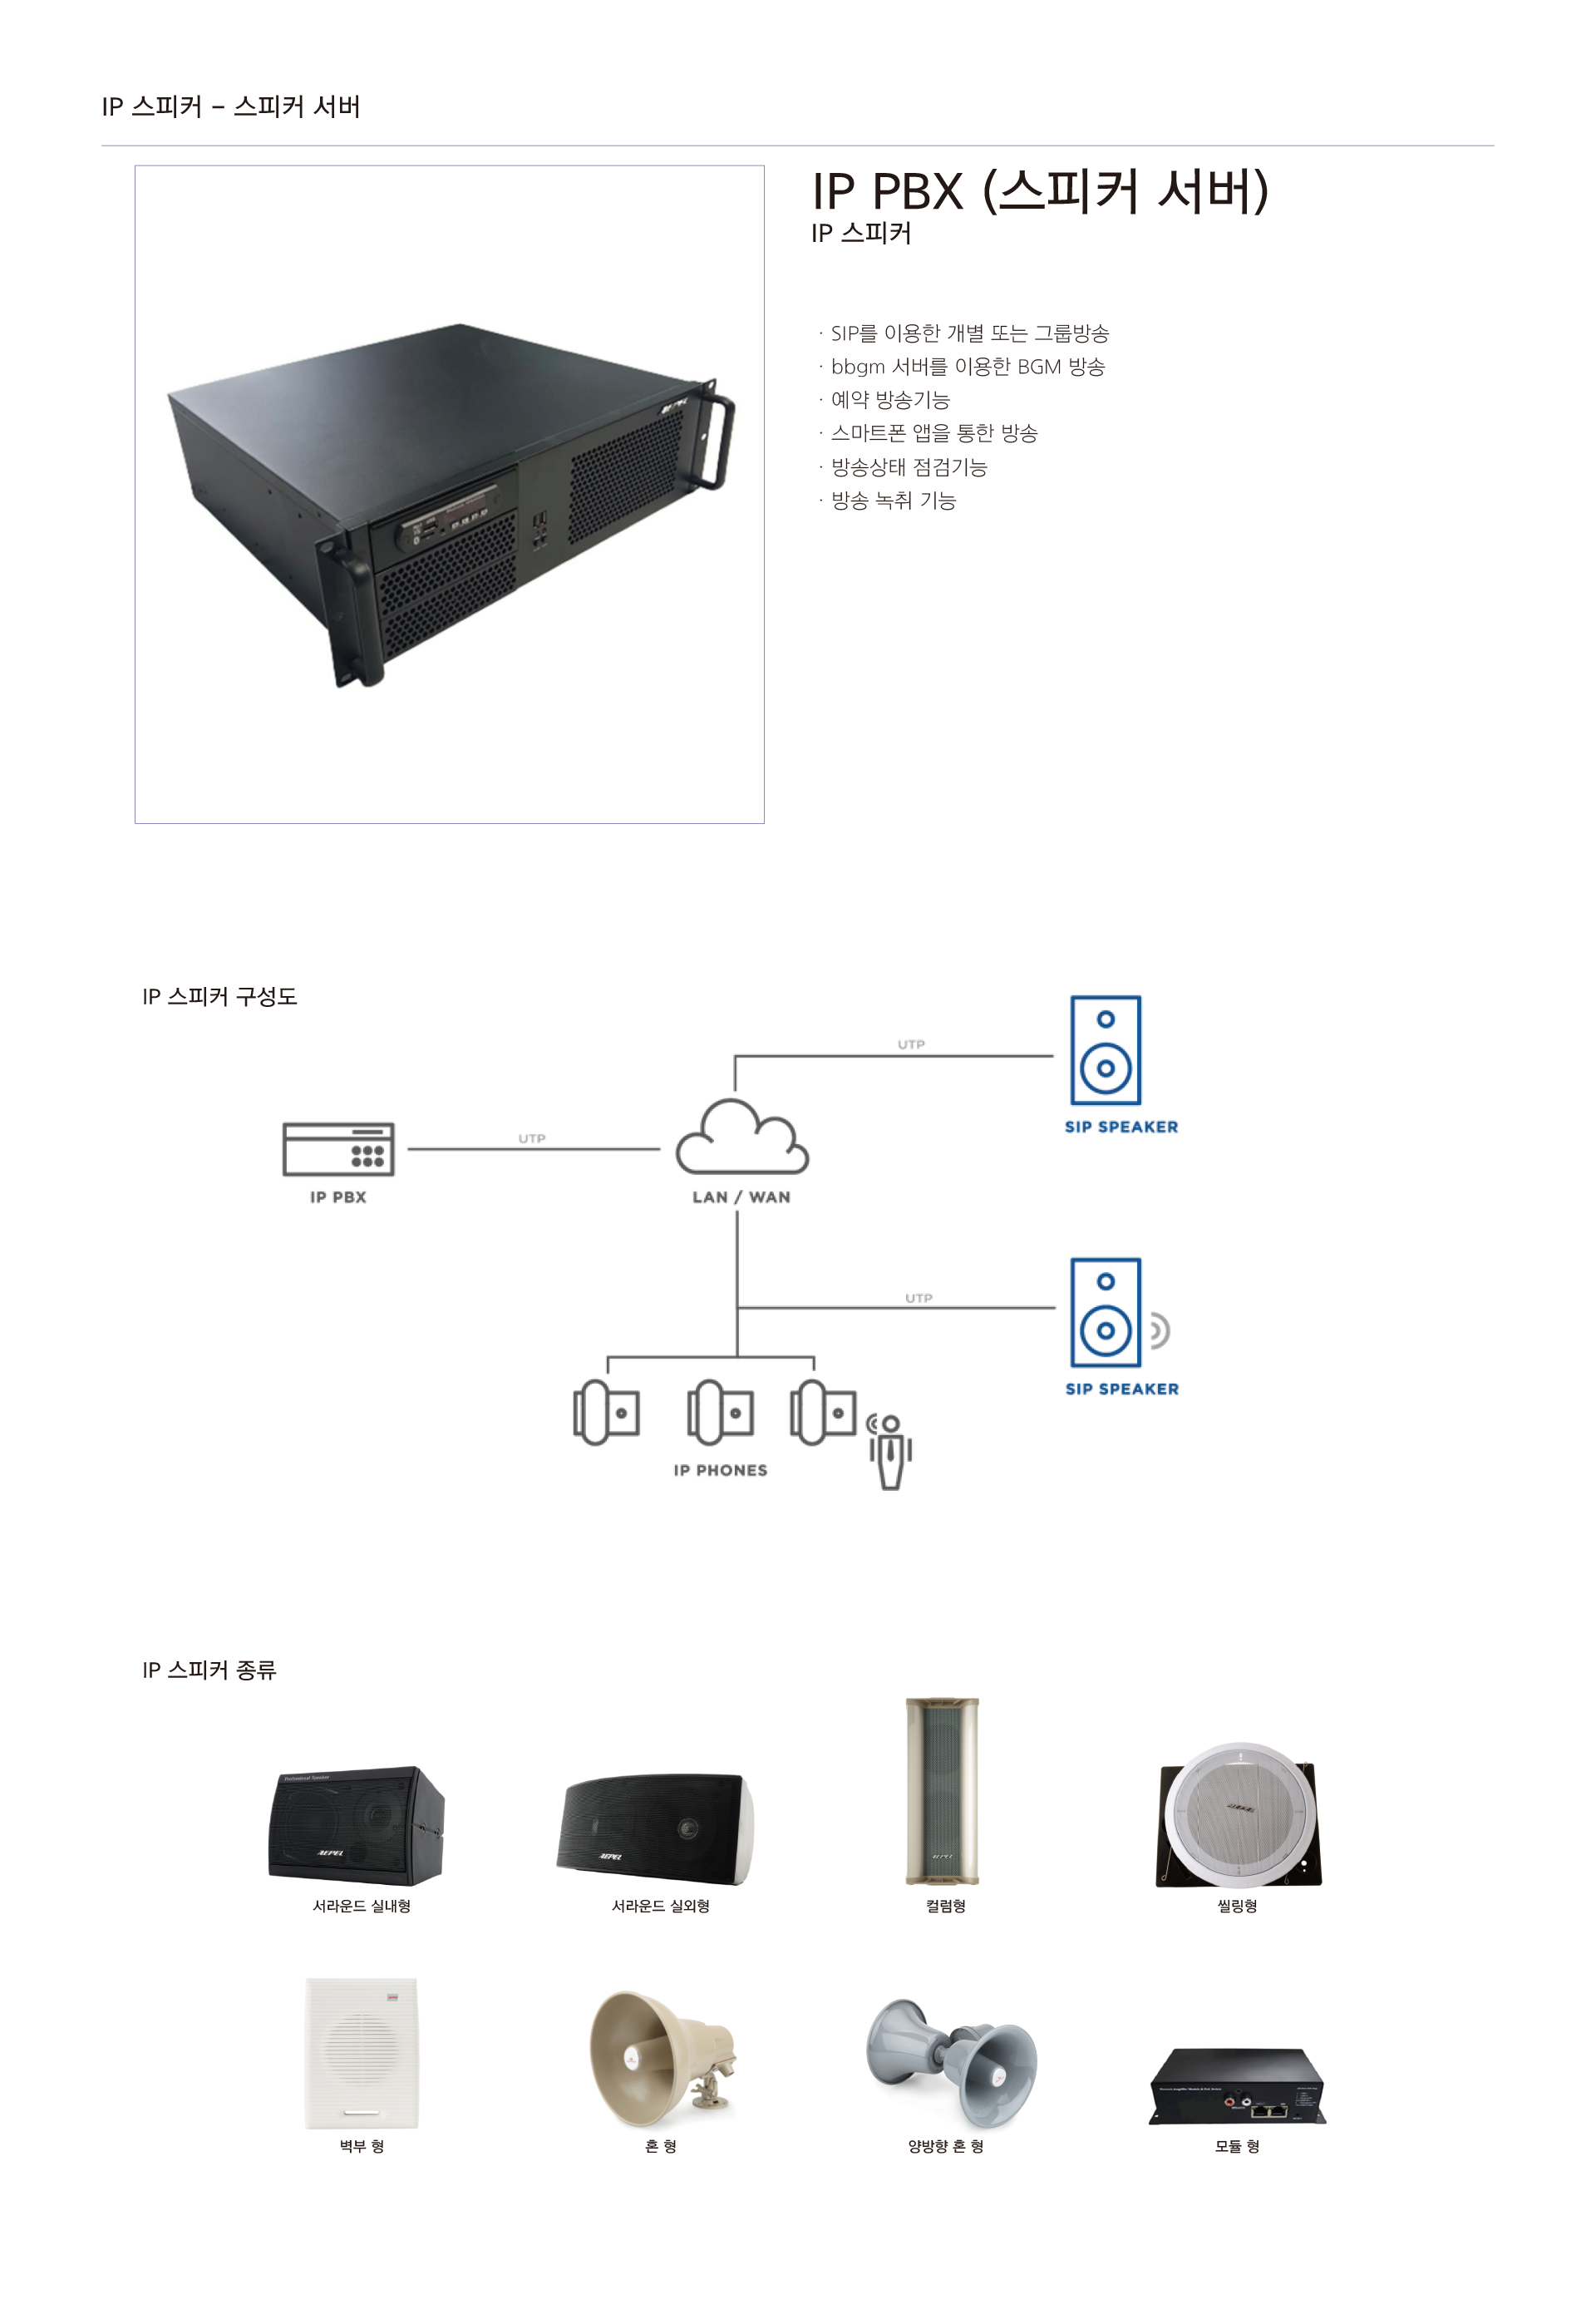 IP 스피커 – 스피커 서버
IP PBX (스피커 서버)
IP 스피커
· SIP를 이용한 개별 또는 그룹방송
· bbgm 서버를 이용한 BGM 방송
· 예약 방송기능
· 스마트폰 앱을 통한 방송
· 방송상태 점검기능
· 방송 녹취 기능
IP 스피커 구성도
UTP
SIP SPEAKER
UTP
IP PBX
LAN / WAN
UTP
SIP SPEAKER
IP PHONES
IP 스피커 종류
Professional Speaker
AEPEL
AEPEL
AEPEL
AEPEL
서라운드 실내형
서라운드 실외형
컬럼형
씰링형
벽부 형
혼 형
양방향 혼 형
모듈 형